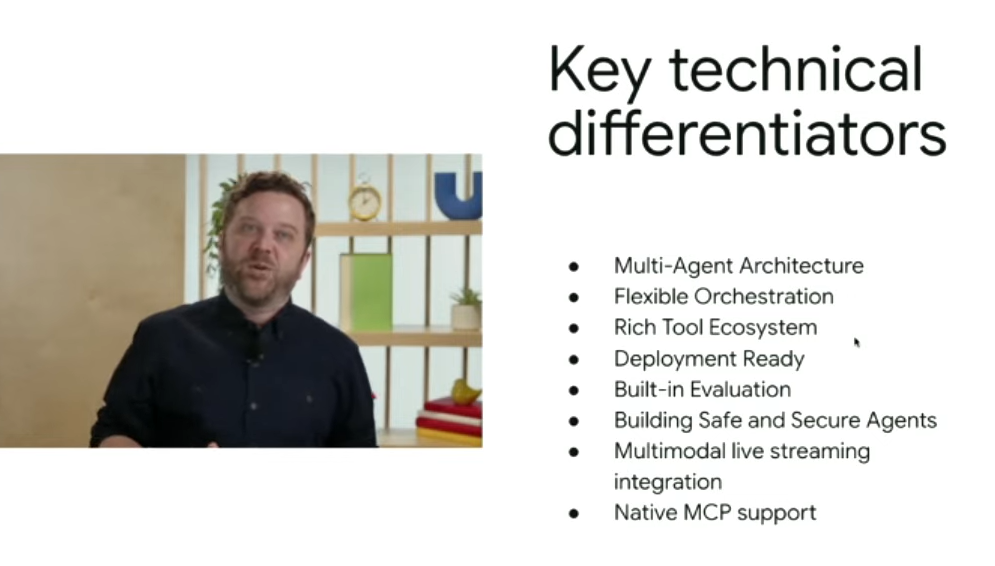 Key technical
differentiators
● Multi-Agent Architecture
● Flexible Orchestration
● Rich Tool Ecosystem
● Deployment Ready
● Built-in Evaluation
● Building Safe and Secure Agents
● Multimodal live streaming
integration
● Native MCP support